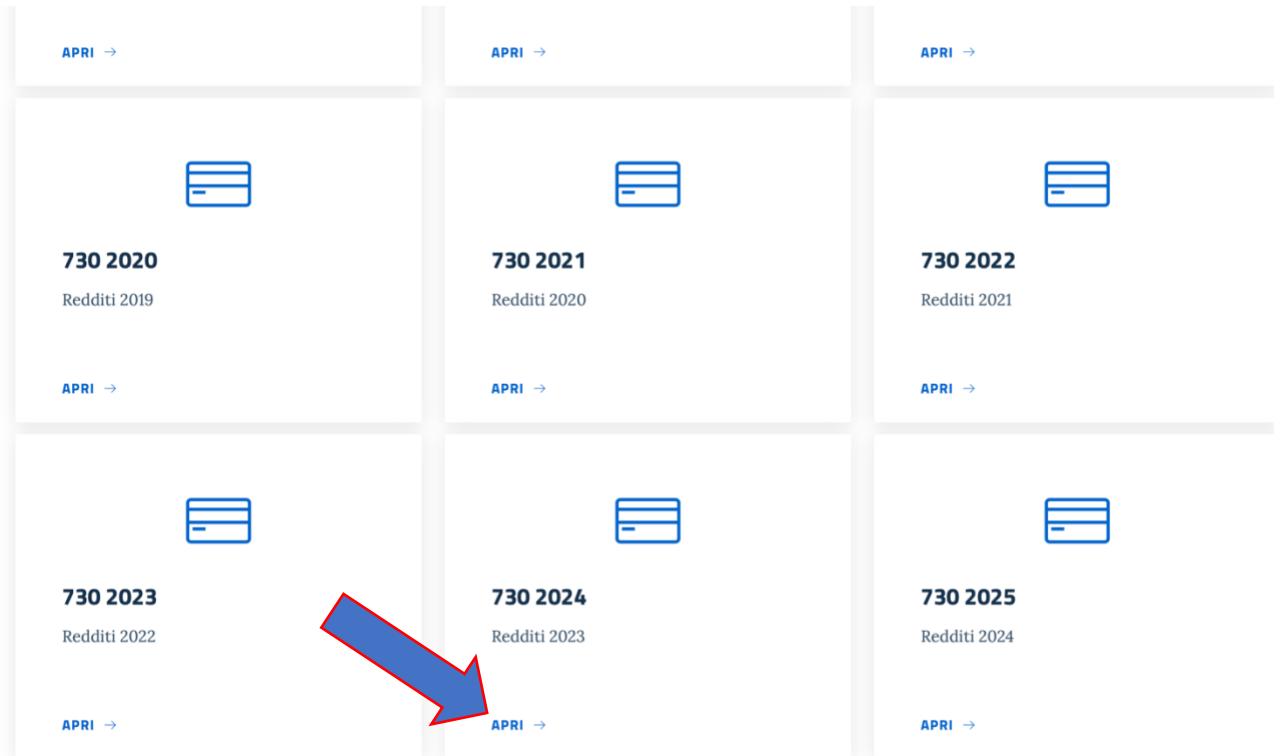 APRI →
APRI →
APRI →
730 2020
Redditi 2019
APRI →
730 2021
Redditi 2020
APRI →
730 2022
Redditi 2021
APRI →
730 2023
Redditi 2022
APRI →
730 2024
Redditi 2023
APRI →
730 2025
Redditi 2024
APRI →